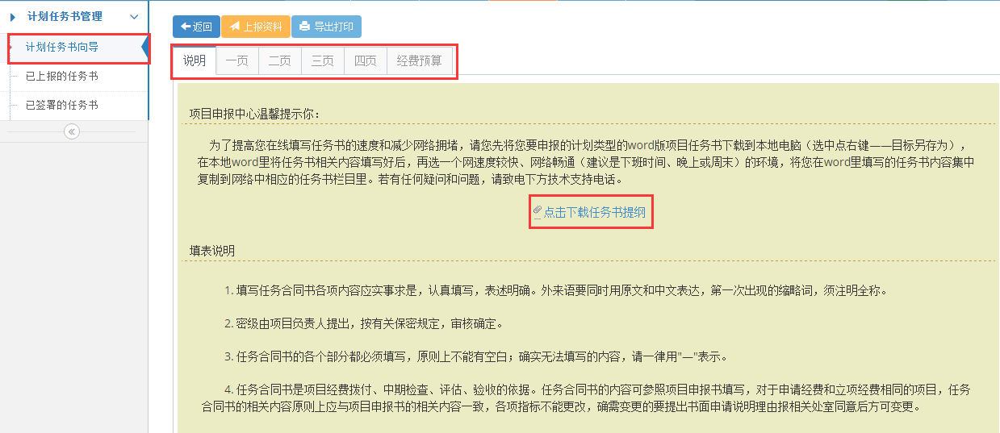 计划任务书管理
计划任务书向导
已上报的任务书
已签署的任务书
返回
上报资料
导出打印
说明
一页
二页
三页
四页
经费预算
项目申报中心温馨提示你：
为了提高您在线填写任务书的速度和减少网络拥堵，请您先将您要申报的计划类型的word版项目任务书下载到本地电脑（选中点右键——目标另存为），
在本地word里将任务书相关内容填写好后，再选一个网速度较快、网络畅通（建议是下班时间、晚上或周末）的环境，将您在word里填写的任务书内容集中
复制到网络中相应的任务书栏目里。若有任何疑问和问题，请致电下方技术支持电话。
点击下载任务书提纲
填表说明
1. 填写任务合同书各项内容应实事求是，认真填写，表述明确。外来语要同时用原文和中文表达，第一次出现的缩略词，须注明全称。
2. 密级由项目负责人提出，按有关保密规定，审核确定。
3. 任务合同书的各个部分都必须填写，原则上不能有空白；确实无法填写的内容，请一律用"—"表示。
4. 任务合同书是项目经费拨付、中期检查、评估、验收的依据。任务合同书的内容可参照项目申报书填写，对于申请经费和立项经费相同的项目，任务
合同书的相关内容原则上应与项目申报书的相关内容一致，各项指标不能更改，确需变更的要提出书面申请说明理由报相关处室同意后方可变更。